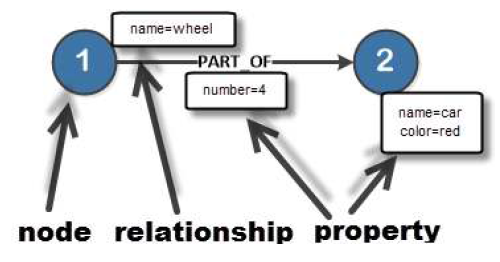 name=wheel
1
PART_OF
2
number=4
name=car
color=red
node relationship property